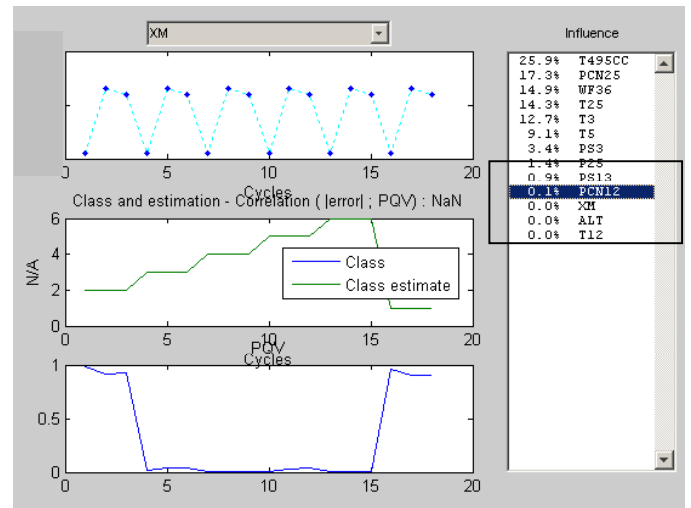 XM
Influence
25.9% T495CC
17.3% PCN25
14.9% WF36
14.3% T25
12.7% T3
9.1% T5
3.4% PS3
1.4% P25
0.9% PS13
0.1% PCN12
0.0% XM
0.0% ALT
0.0% T12
0 5 10 15 20
Cycles
Class and estimation - Correlation ( |error| ; PQV) : NaN
6
4
2
0
N/A
Class
Class estimate
0 5 10 15 20
Cycles
PQV
1
0.5
0
0 5 10 15 20